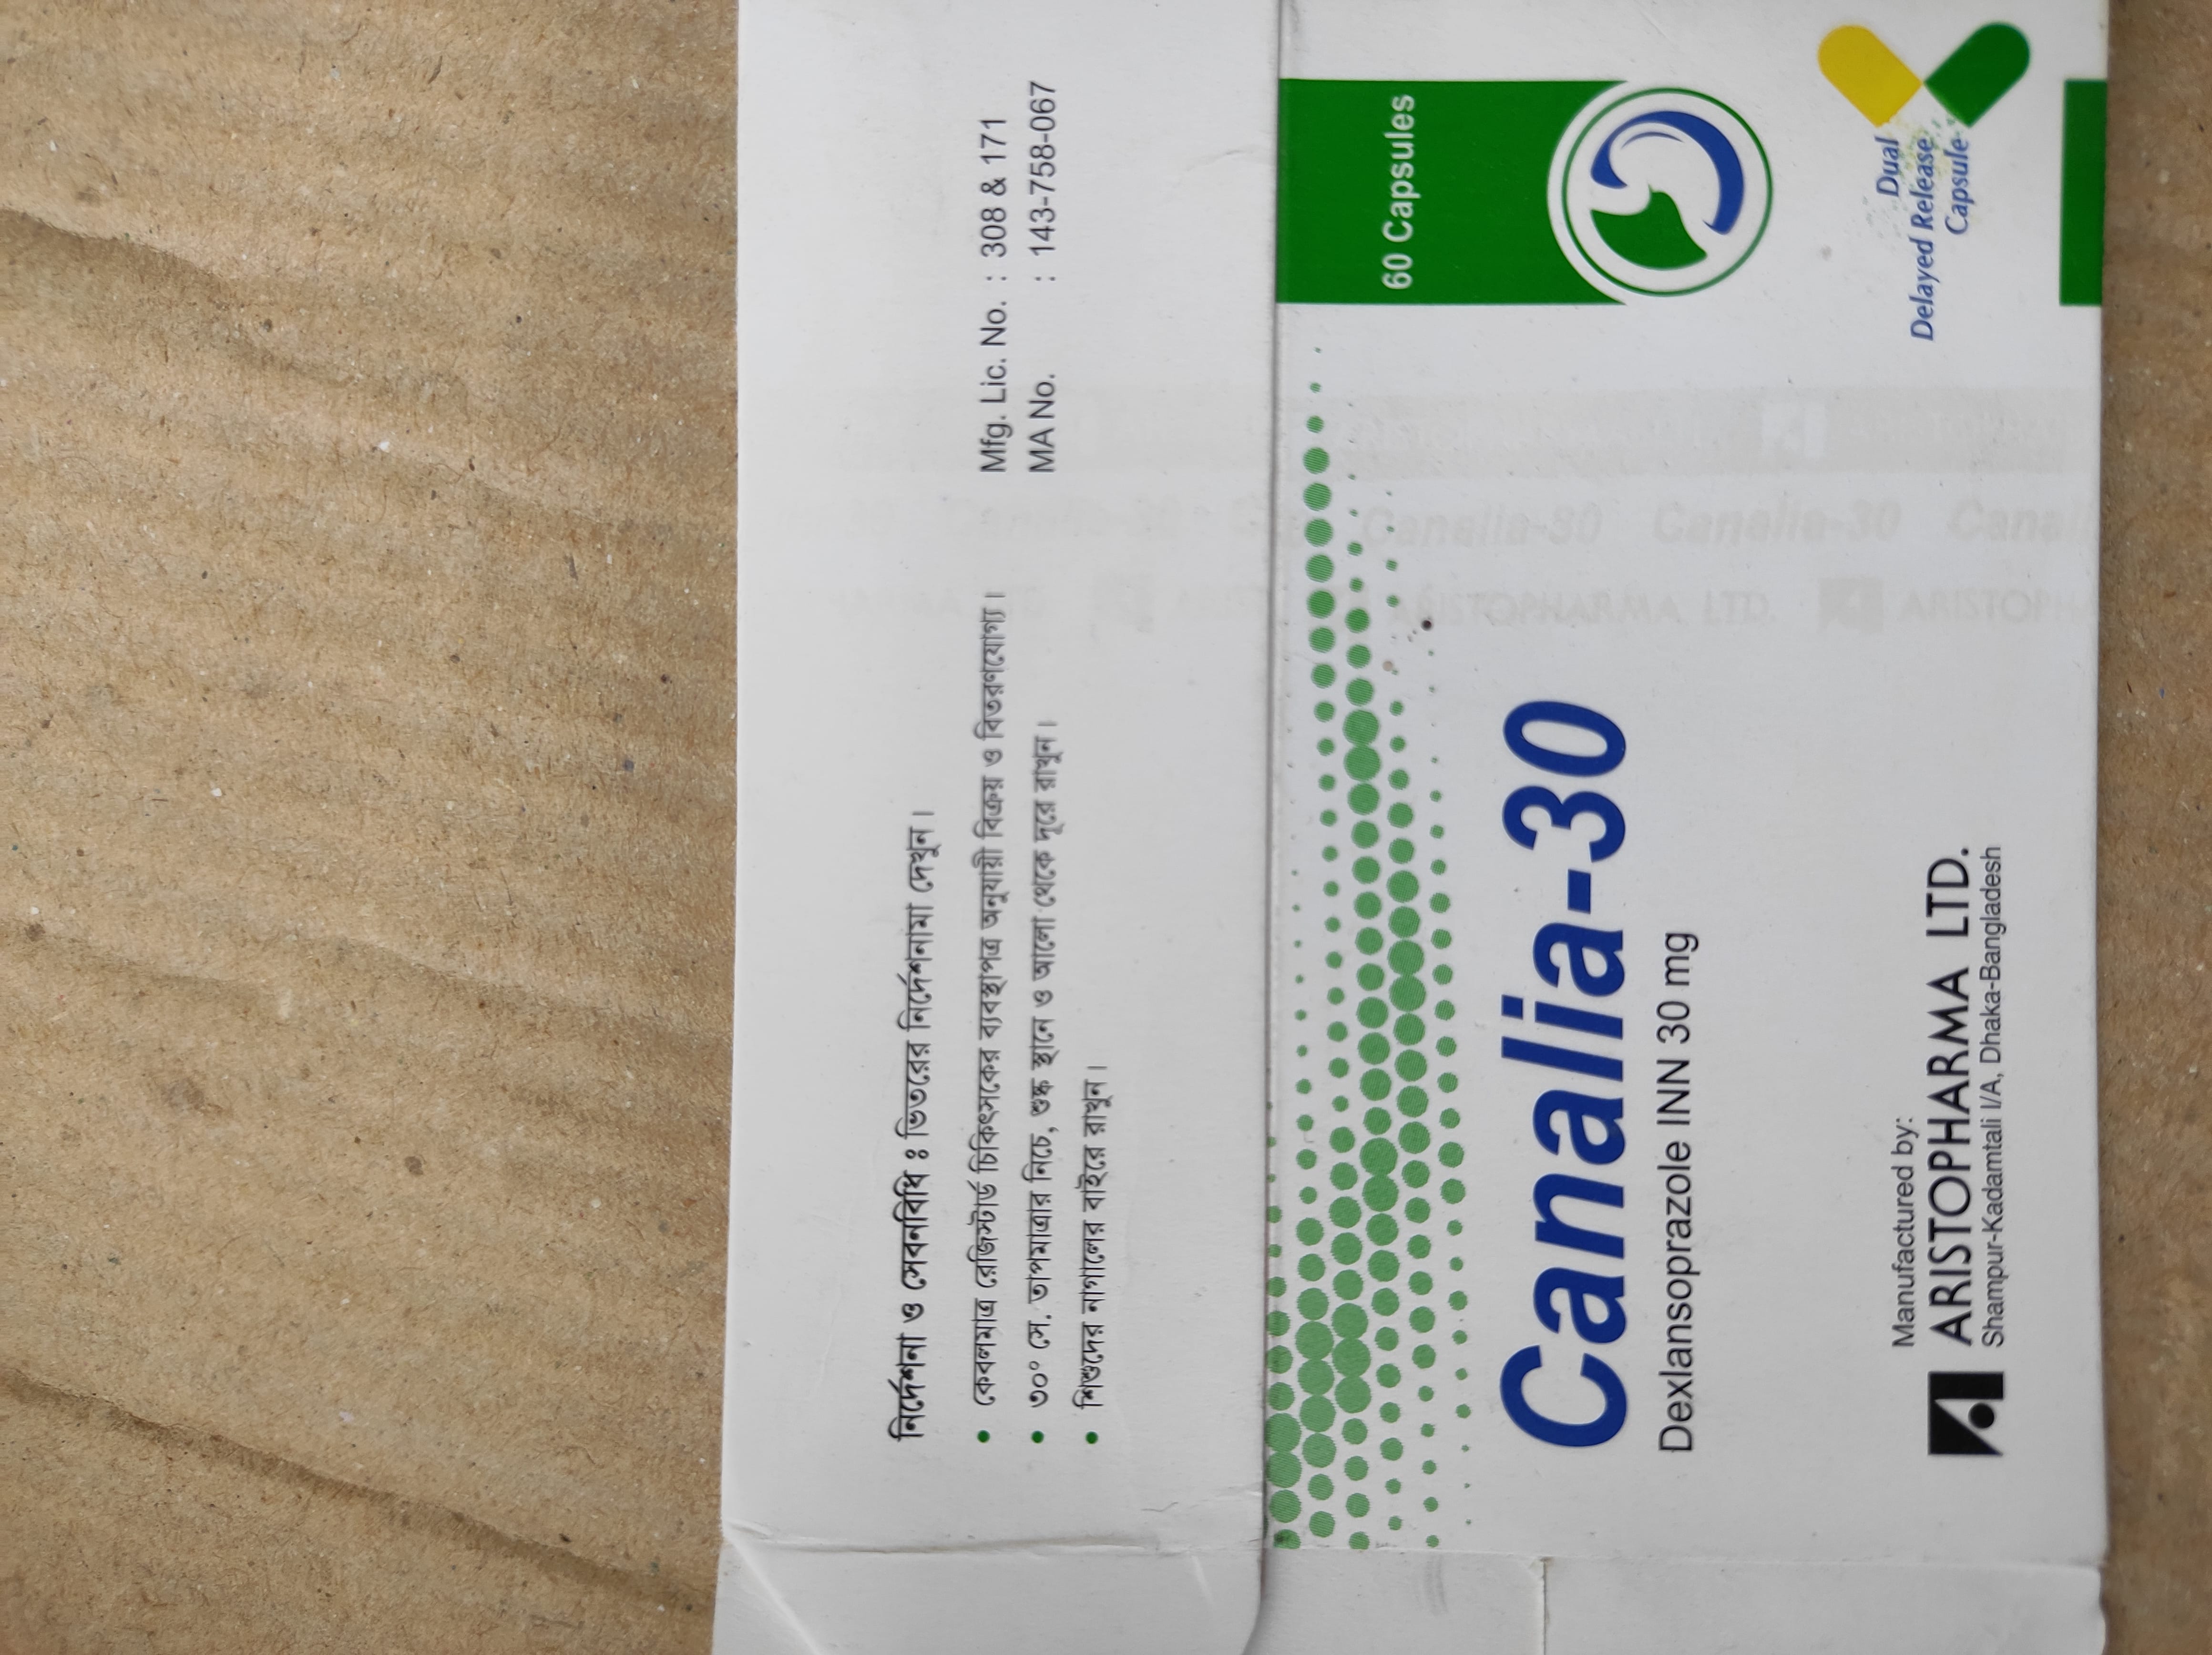 নির্দেশনা ও সেবনবিধি ঃ ভিতরের নির্দেশনামা দেখুন।
• কেবলমাত্র রেজিস্টার্ড চিকিৎসকের ব্যবস্থাপত্র অনুযায়ী বিক্রয় ও বিতরণযোগ্য।
• ৩০° সে. তাপমাত্রার নিচে, শুষ্ক স্থানে ও আলো থেকে দূরে রাখুন।
• শিশুদের নাগালের বাইরে রাখুন।
Mfg. Lic. No. : 308 & 171
MA No. : 143-758-067
60 Capsules
Canalia-30
Dexlansoprazole INN 30 mg
Dual
Delayed Release
Capsule
Manufactured by:
ARISTOPHARMA LTD.
Shampur-Kadamtali I/A, Dhaka-Bangladesh